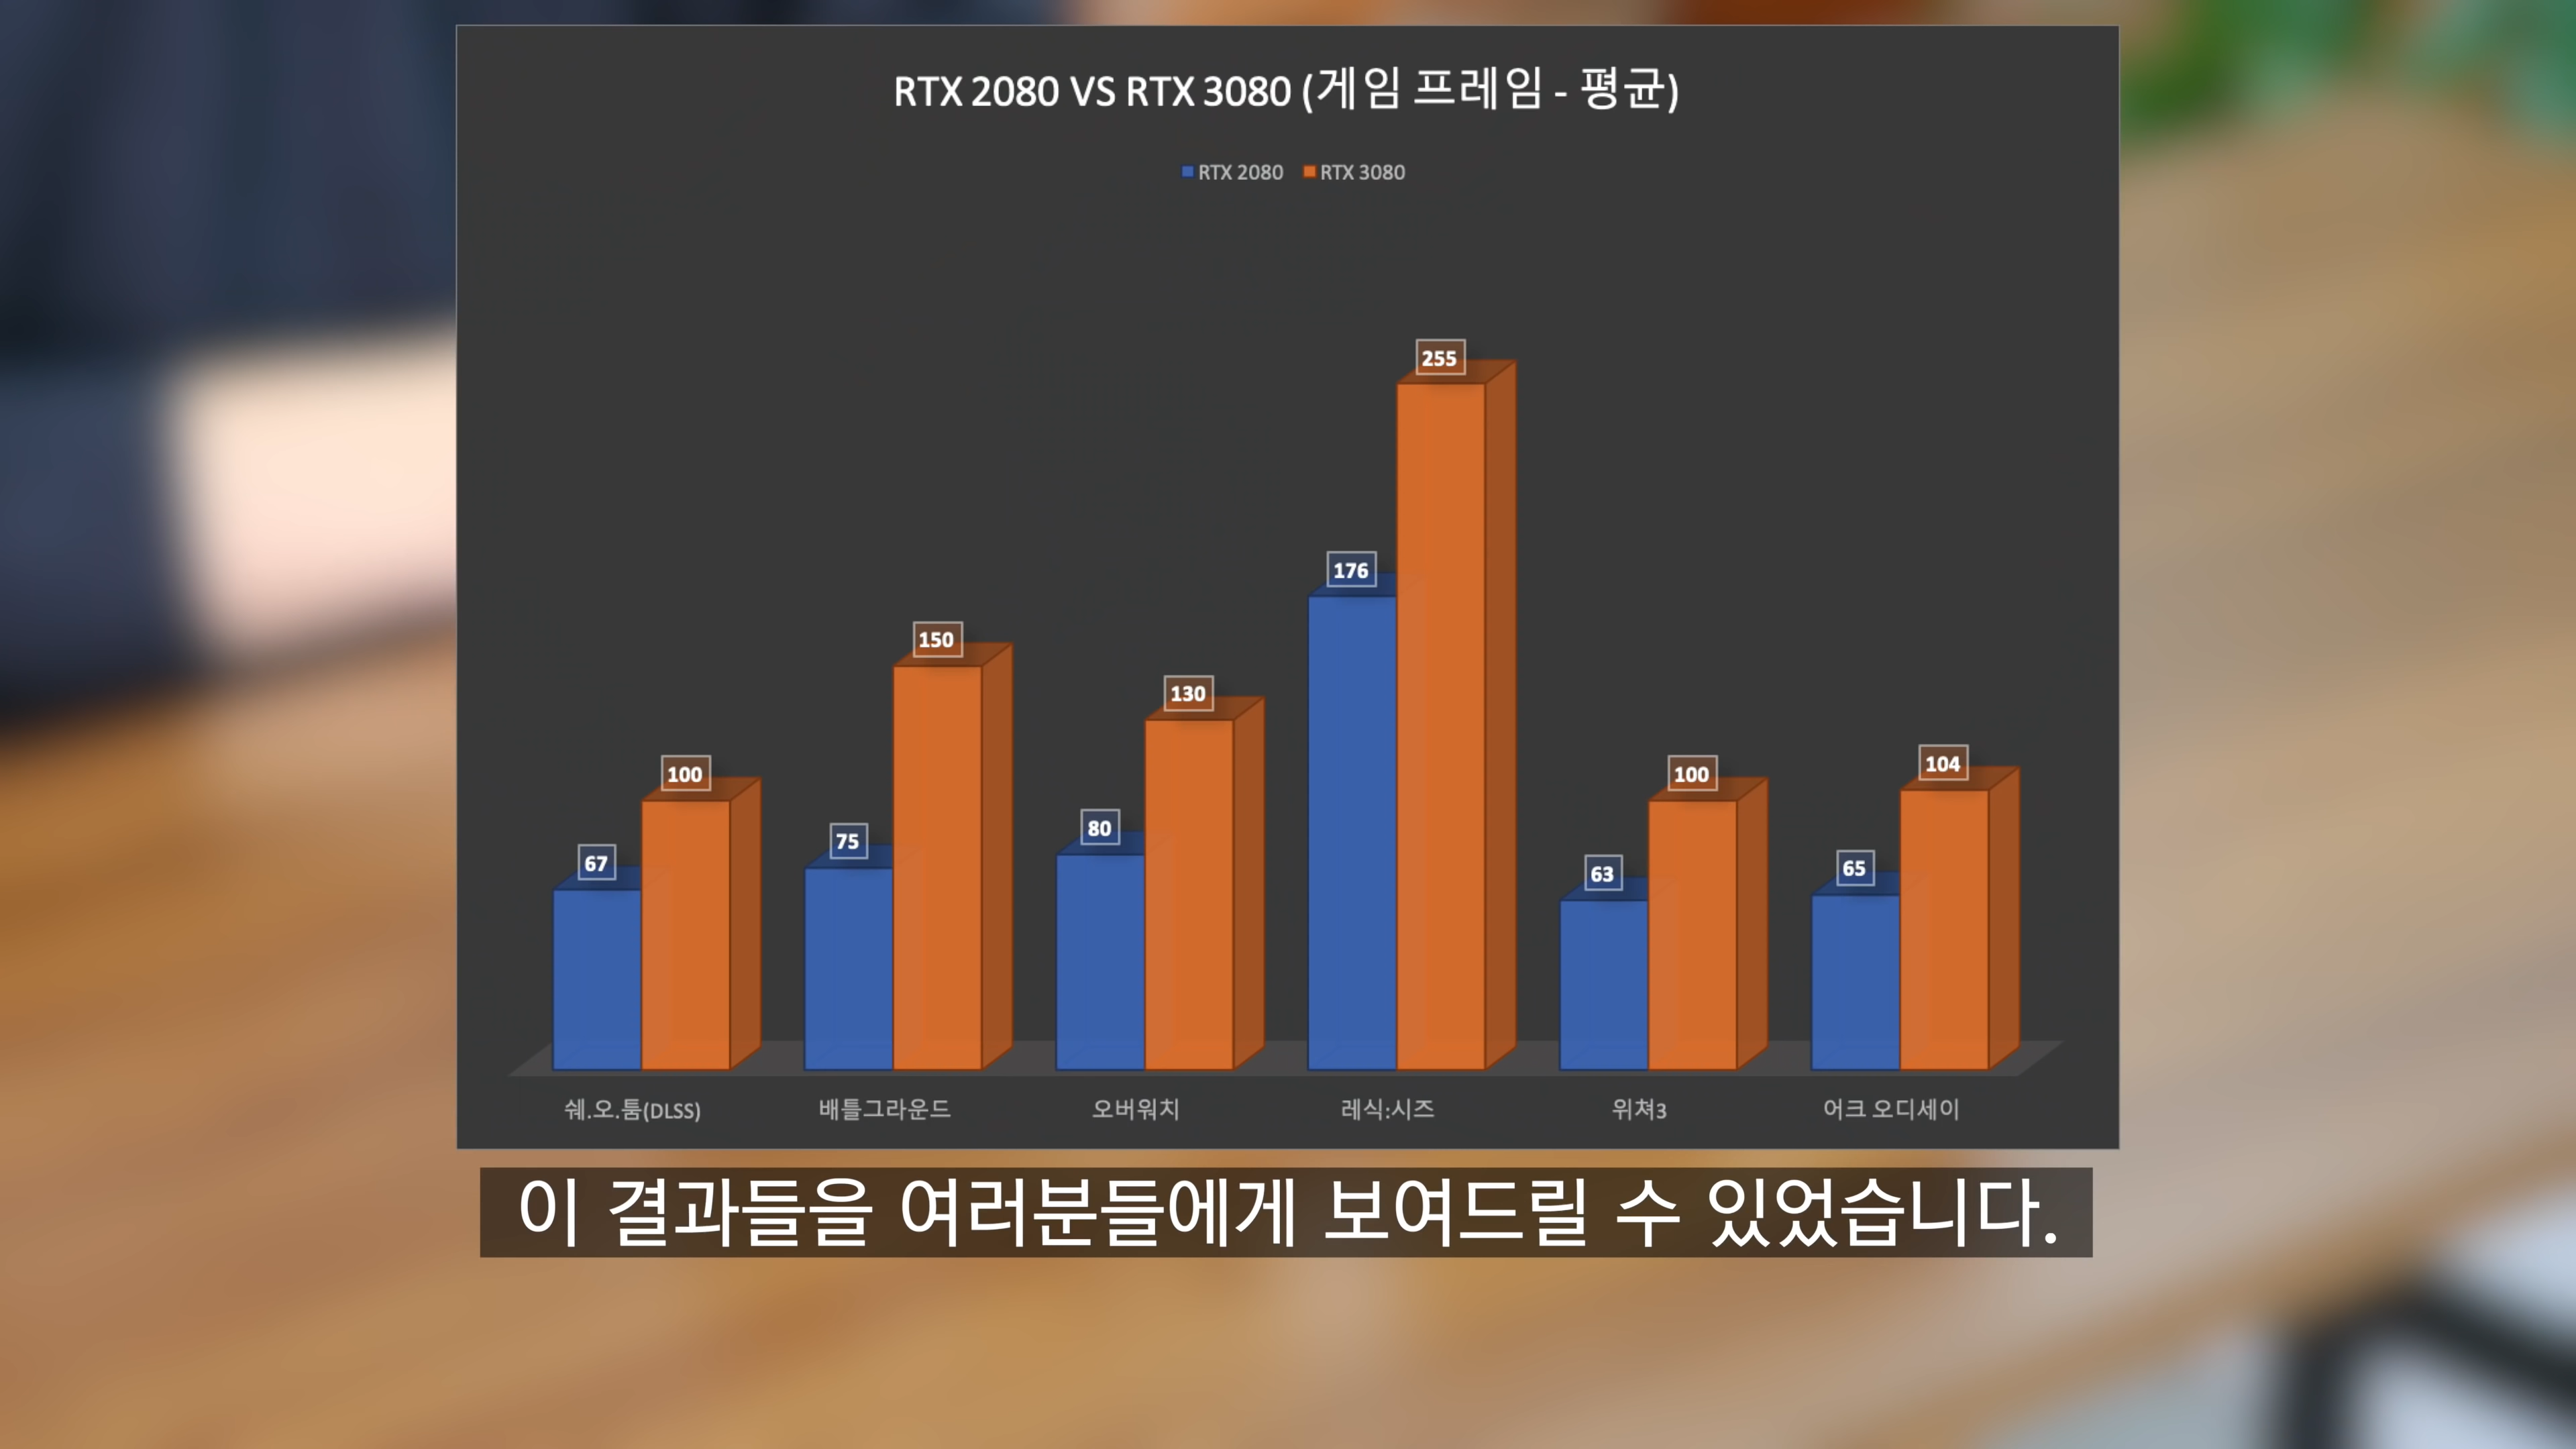 RTX 2080 VS RTX 3080 (게임 프레임 - 평균)
RTX 2080 RTX 3080
67 100 75 150 80 130 176 255 63 100 65 104
쉐.오.툼(DLSS) 배틀그라운드 오버워치 레식:시즈 위쳐3 어크 오디세이
이 결과들을 여러분들에게 보여드릴 수 있었습니다.